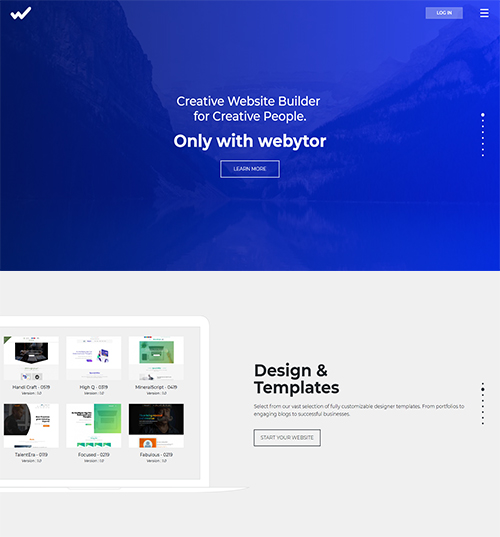 LOG IN
Creative Website Builder
for Creative People.
Only with webytor
LEARN MORE
Design &
Templates
Select from our vast selection of fully customizable designer templates. From portfolios to
engaging blogs to successful businesses.
START YOUR WEBSITE
Hand! Craft - 0519
Version : 1.0
High Q - 0319
Version : 1.0
MineralScript - 0419
Version : 1.0
TalentEra - 0119
Version : 1.0
Focused - 0219
Version : 1.0
Fabulous - 0219
Version : 1.0